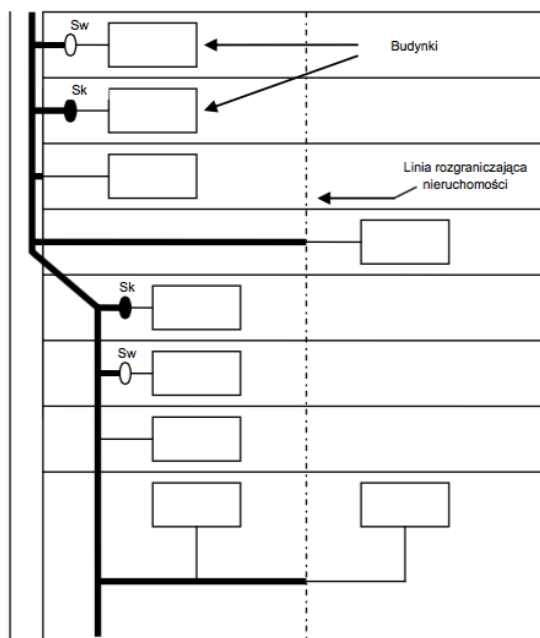 Sw
Budynki
Sk
Linia rozgraniczająca
nieruchomości
Sk
Sw